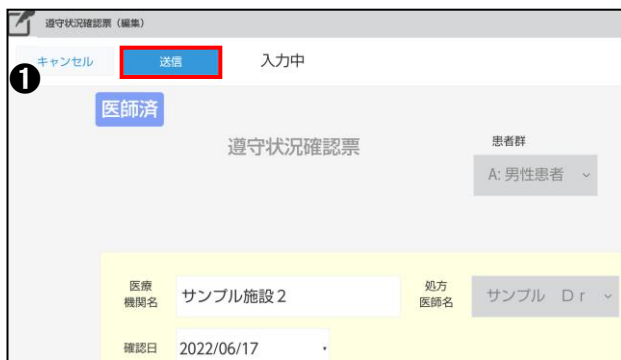 遵守状況確認票（編集）
キャンセル 送信 入力中
❶
医師済
遵守状況確認票
患者群
A: 男性患者
医療
機関名
サンプル施設２
処方
医師名
サンプル　Ｄｒ
確認日 2022/06/17